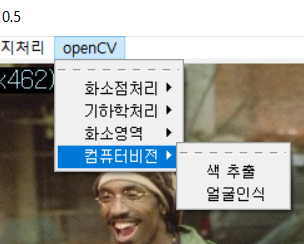 0.5
지처리 openCV
x462)
화소점처리
기하학처리
화소영역
컴퓨터비전
색 추출
얼굴인식